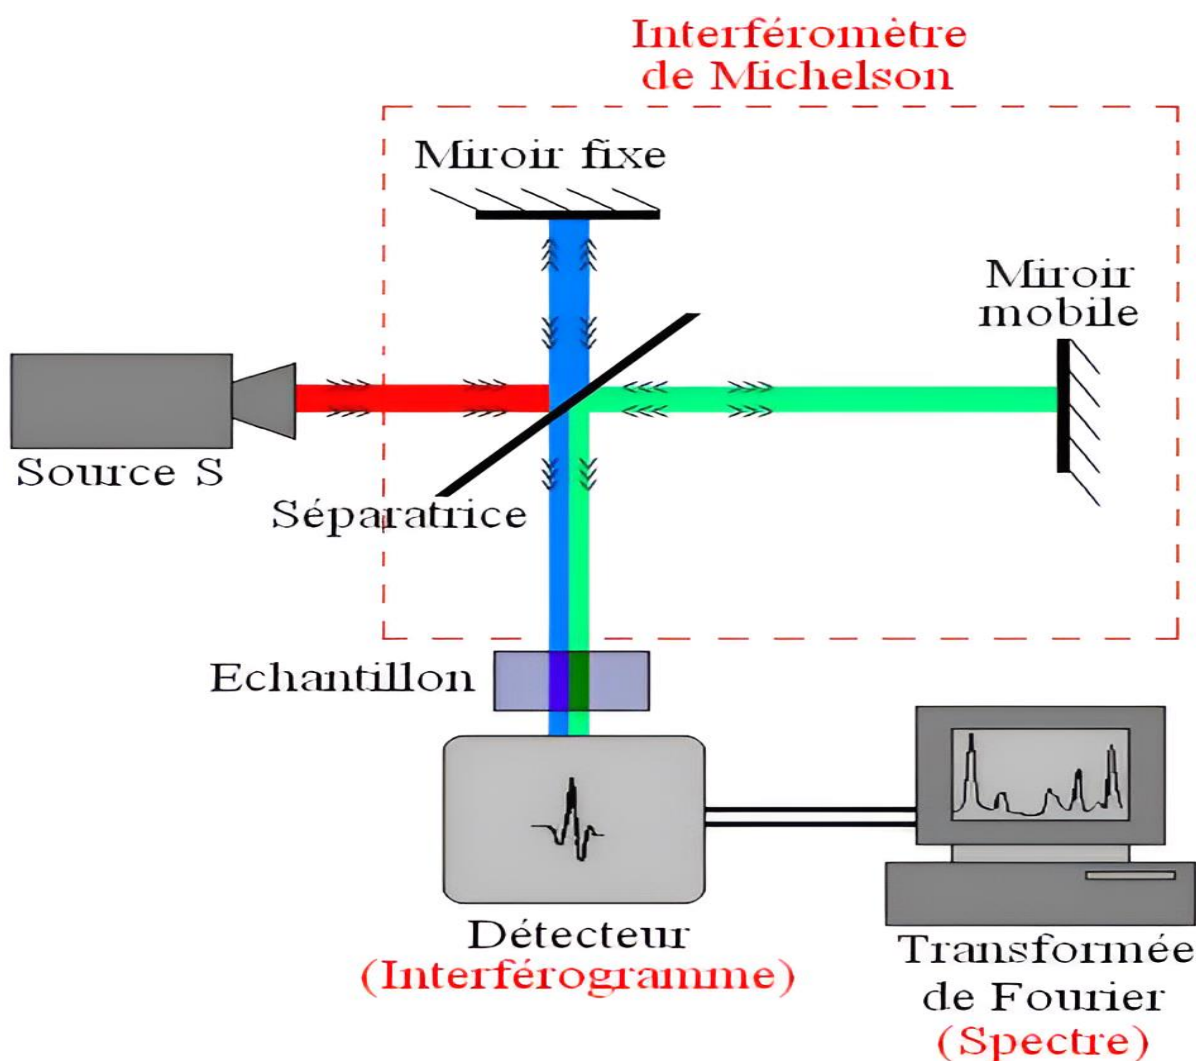 Interféromètre
de Michelson
Miroir fixe
Miroir
mobile
Source S
Séparatrice
Echantillon
Détecteur
(Interférogramme)
Transformée
de Fourier
(Spectre)